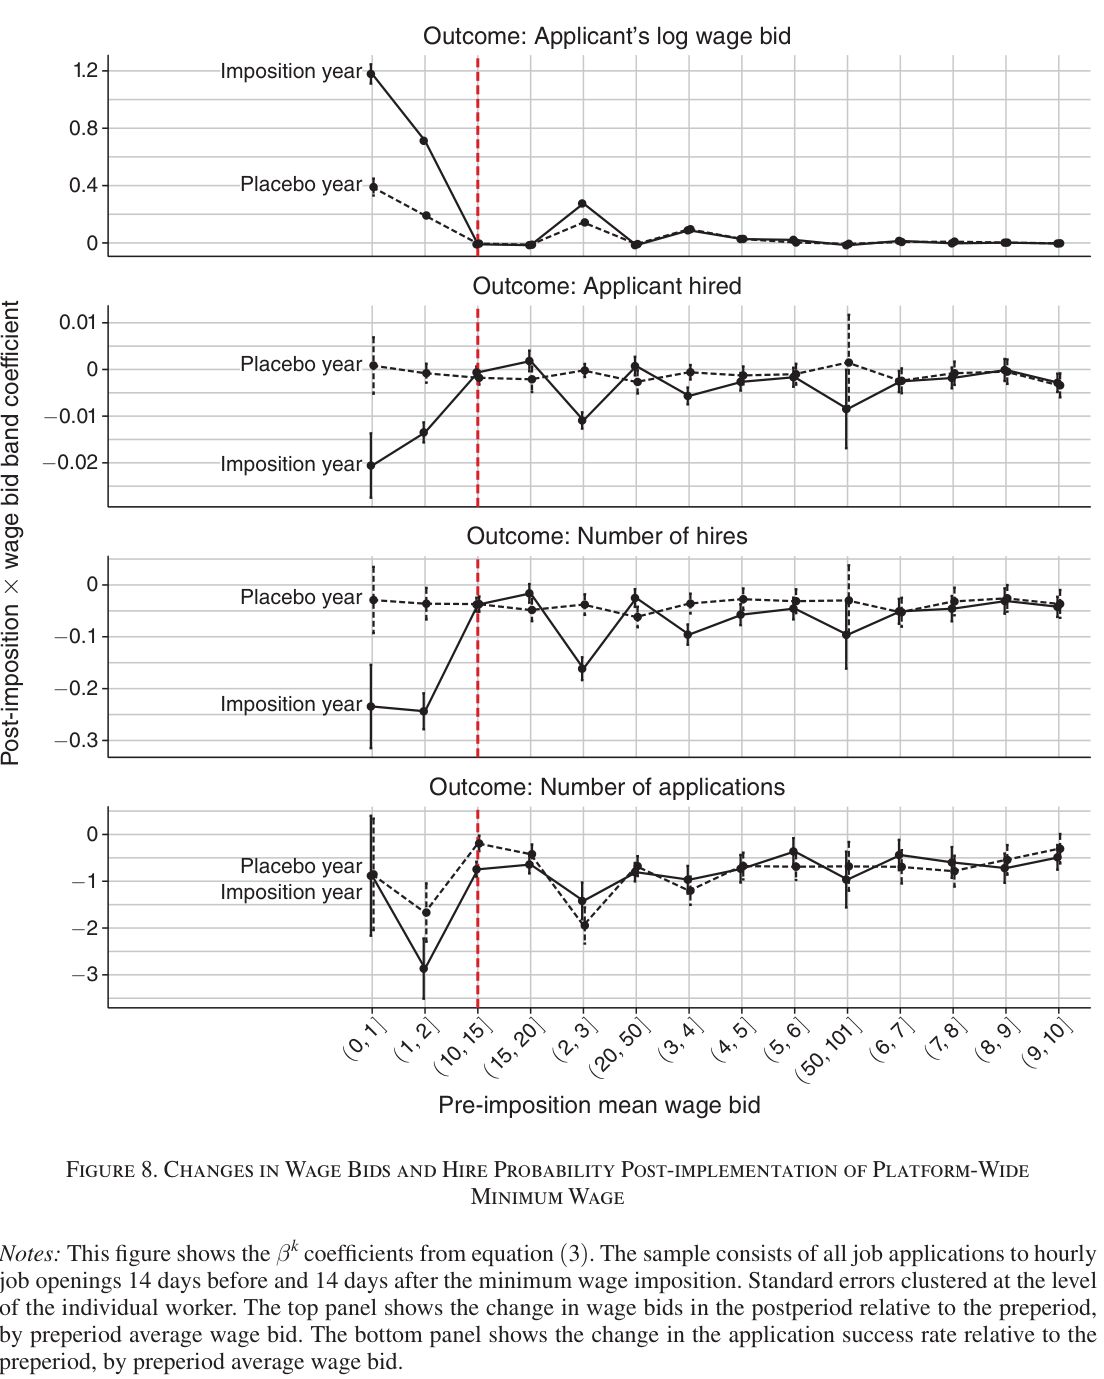 Outcome: Applicant's log wage bid
1.2
0.8
0.4
0
Imposition year
Placebo year
Outcome: Applicant hired
0.01
0
−0.01
−0.02
Placebo year
Imposition year
Outcome: Number of hires
0
−0.1
−0.2
−0.3
Placebo year
Imposition year
Outcome: Number of applications
0
−1
−2
−3
Placebo year
Imposition year
Post-imposition × wage bid band coefficient
(0, 1]
(1, 2]
(10, 15]
(15, 20]
(2, 3]
(20, 50]
(3, 4]
(4, 5]
(5, 6]
(50, 101]
(6, 7]
(7, 8]
(8, 9]
(9, 10]
Pre-imposition mean wage bid
Figure 8. Changes in Wage Bids and Hire Probability Post-implementation of Platform-Wide
Minimum Wage
Notes: This figure shows the βᵏ coefficients from equation (3). The sample consists of all job applications to hourly
job openings 14 days before and 14 days after the minimum wage imposition. Standard errors clustered at the level
of the individual worker. The top panel shows the change in wage bids in the postperiod relative to the preperiod,
by preperiod average wage bid. The bottom panel shows the change in the application success rate relative to the
preperiod, by preperiod average wage bid.